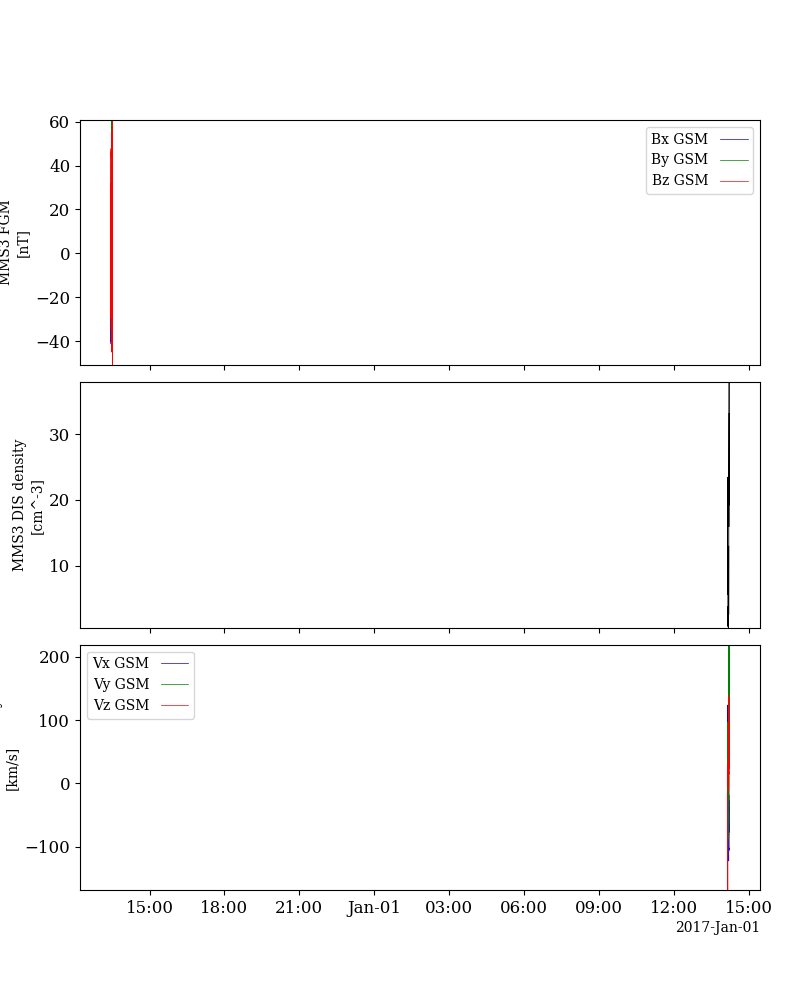 60
40
20
0
−20
−40
MMS3 FGM
[nT]
Bx GSM
By GSM
Bz GSM
30
20
10
MMS3 DIS density
[cm^-3]
200
100
0
−100
[km/s]
Vx GSM
Vy GSM
Vz GSM
15:00 18:00 21:00 Jan-01 03:00 06:00 09:00 12:00 15:00
2017-Jan-01